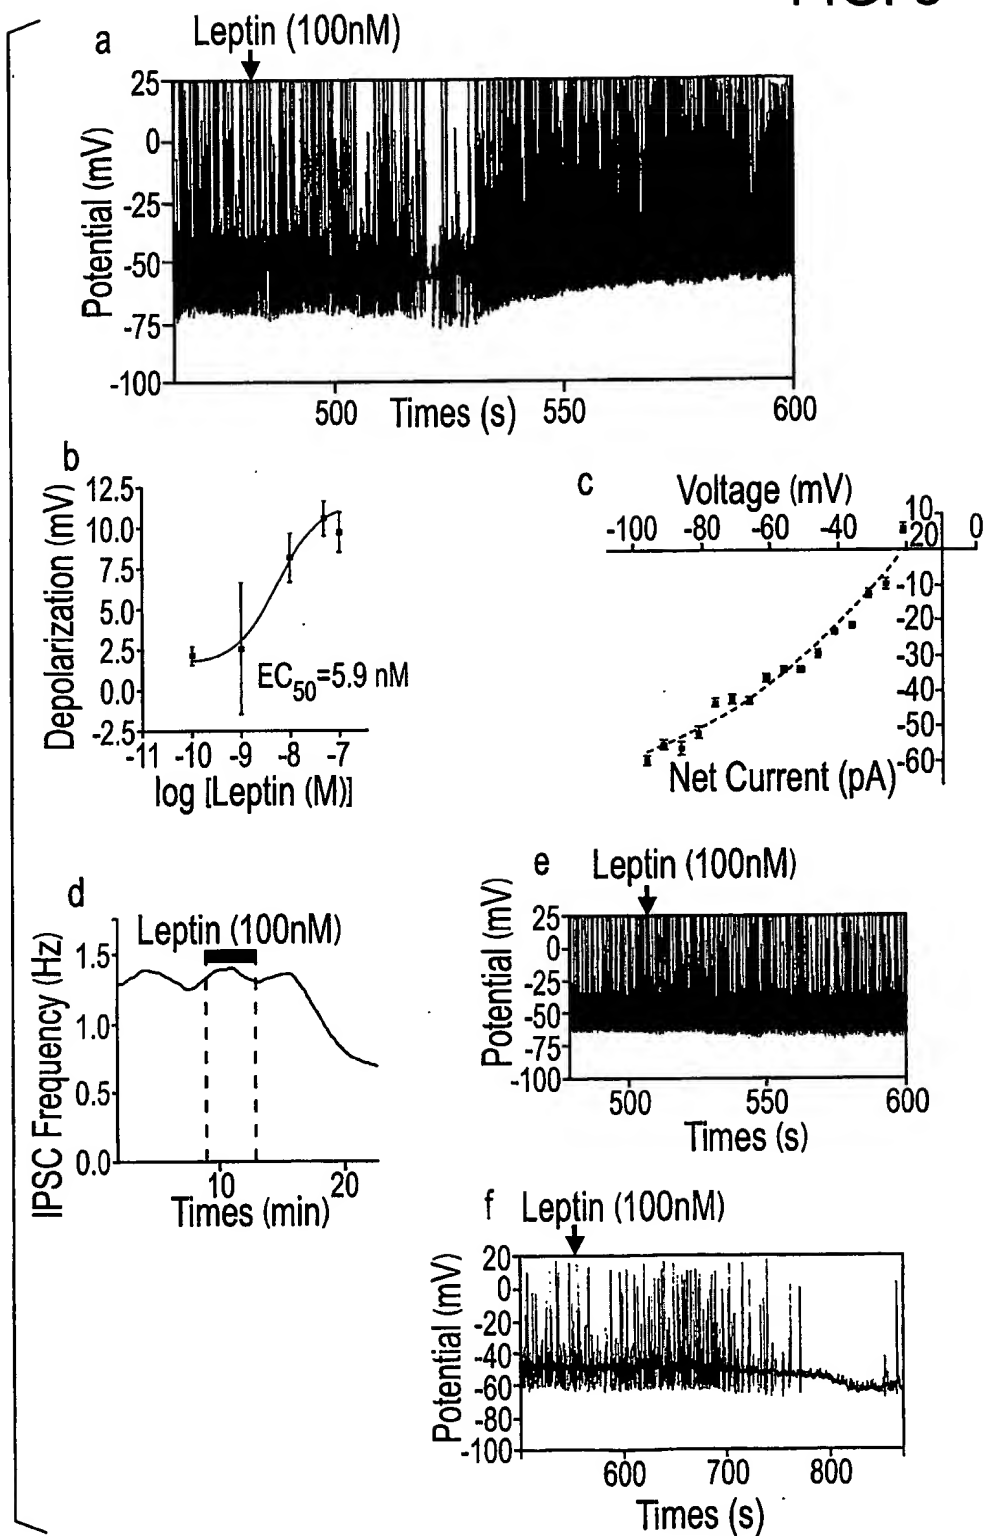 a
Leptin (100nM)
25
0
-25
-50
-75
-100
Potential (mV)
500
550
600
Times (s)
b
12.5
10.0
7.5
5.0
2.5
0.0
-2.5
Depolarization (mV)
EC50=5.9 nM
-11 -10 -9 -8 -7
log [Leptin (M)]
c
Voltage (mV)
-100 -80 -60 -40 20 0
10
-10
-20
-30
-40
-50
-60
Net Current (pA)
d
Leptin (100nM)
1.5
1.0
0.5
0.0
IPSC Frequency (Hz)
10
20
Times (min)
e
Leptin (100nM)
25
0
-25
-50
-75
-100
Potential (mV)
500
550
600
Times (s)
f
Leptin (100nM)
20
0
-20
-40
-60
-80
-100
Potential (mV)
600
700
800
Times (s)